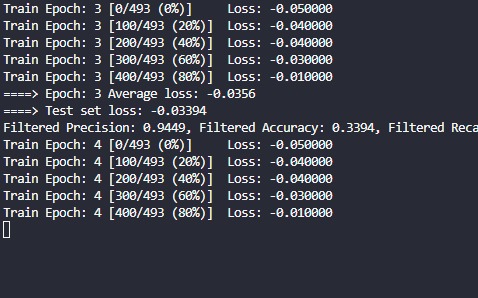 Train Epoch: 3 [0/493 (0%)] Loss: -0.050000
Train Epoch: 3 [100/493 (20%)] Loss: -0.040000
Train Epoch: 3 [200/493 (40%)] Loss: -0.040000
Train Epoch: 3 [300/493 (60%)] Loss: -0.030000
Train Epoch: 3 [400/493 (80%)] Loss: -0.010000
====> Epoch: 3 Average loss: -0.0356
====> Test set loss: -0.03394
Filtered Precision: 0.9449, Filtered Accuracy: 0.3394, Filtered Reca
Train Epoch: 4 [0/493 (0%)] Loss: -0.050000
Train Epoch: 4 [100/493 (20%)] Loss: -0.040000
Train Epoch: 4 [200/493 (40%)] Loss: -0.040000
Train Epoch: 4 [300/493 (60%)] Loss: -0.030000
Train Epoch: 4 [400/493 (80%)] Loss: -0.010000